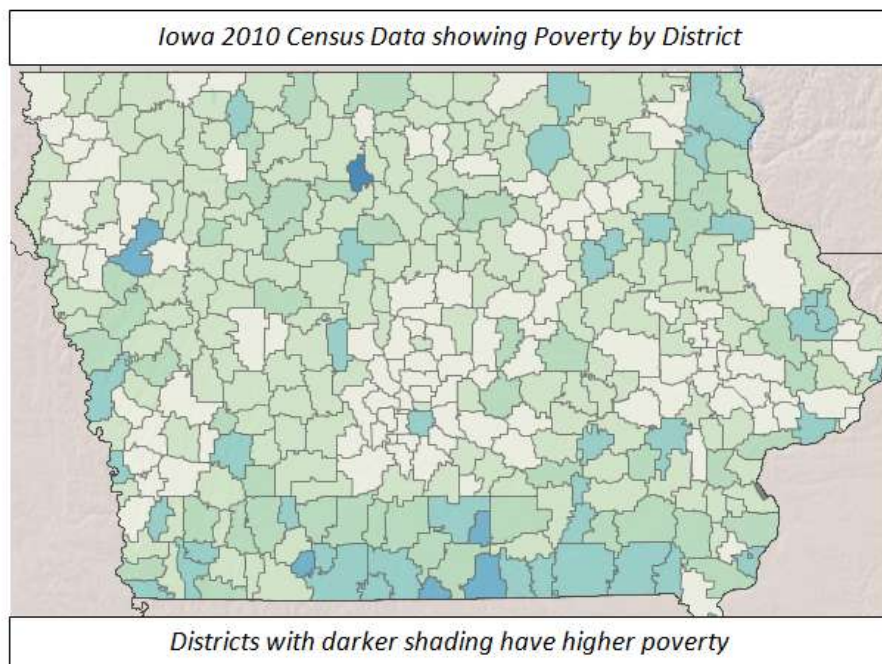 Iowa 2010 Census Data showing Poverty by District
Districts with darker shading have higher poverty